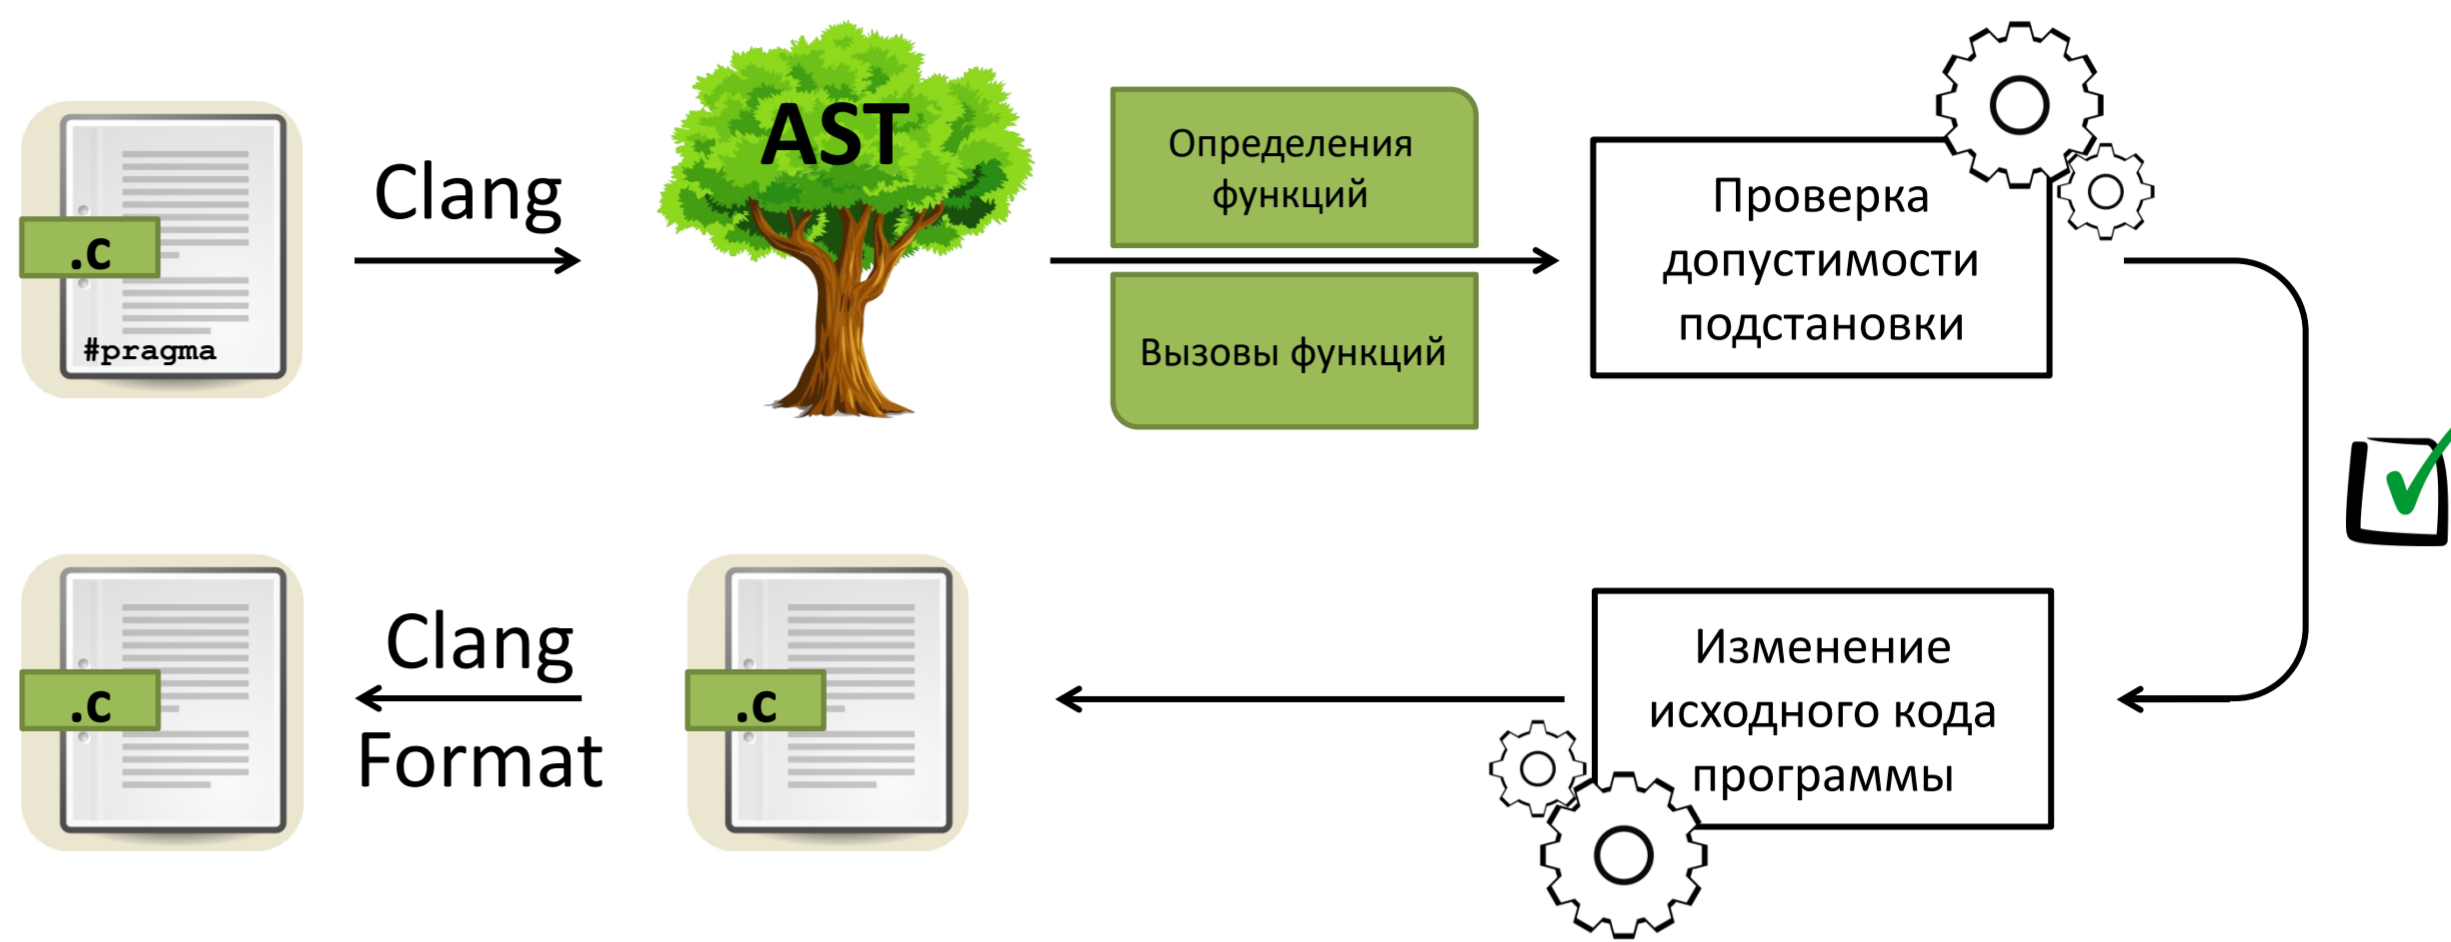 .c
#pragma
Clang
AST
Определения
функций
Вызовы функций
Проверка
допустимости
подстановки
Изменение
исходного кода
программы
.c
Clang
Format
.c